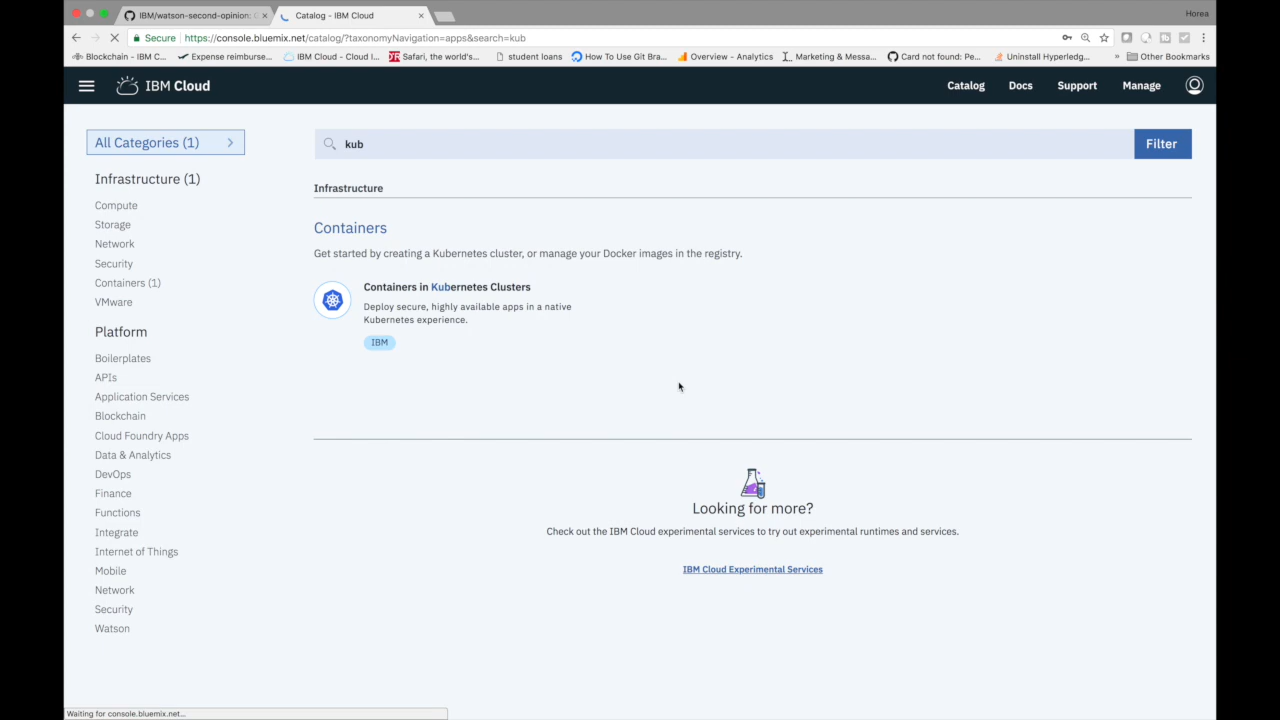 IBM/watson-second-opinion: C
Catalog - IBM Cloud
Horea
Secure
https://console.bluemix.net/catalog/?taxonomyNavigation=apps&search=kub
Blockchain - IBM C...
Expense reimburse...
IBM Cloud - Cloud I...
Safari, the world's...
student loans
How To Use Git Bra...
Overview - Analytics
Marketing & Messa...
Card not found: Pe...
Uninstall Hyperledg...
»
Other Bookmarks
IBM Cloud
Catalog
Docs
Support
Manage
All Categories (1)
Infrastructure (1)
Compute
Storage
Network
Security
Containers (1)
VMware
Platform
Boilerplates
APIs
Application Services
Blockchain
Cloud Foundry Apps
Data & Analytics
DevOps
Finance
Functions
Integrate
Internet of Things
Mobile
Network
Security
Watson
kub
Filter
Infrastructure
Containers
Get started by creating a Kubernetes cluster, or manage your Docker images in the registry.
Containers in Kubernetes Clusters
Deploy secure, highly available apps in a native
Kubernetes experience.
IBM
Looking for more?
Check out the IBM Cloud experimental services to try out experimental runtimes and services.
IBM Cloud Experimental Services
Waiting for console.bluemix.net...